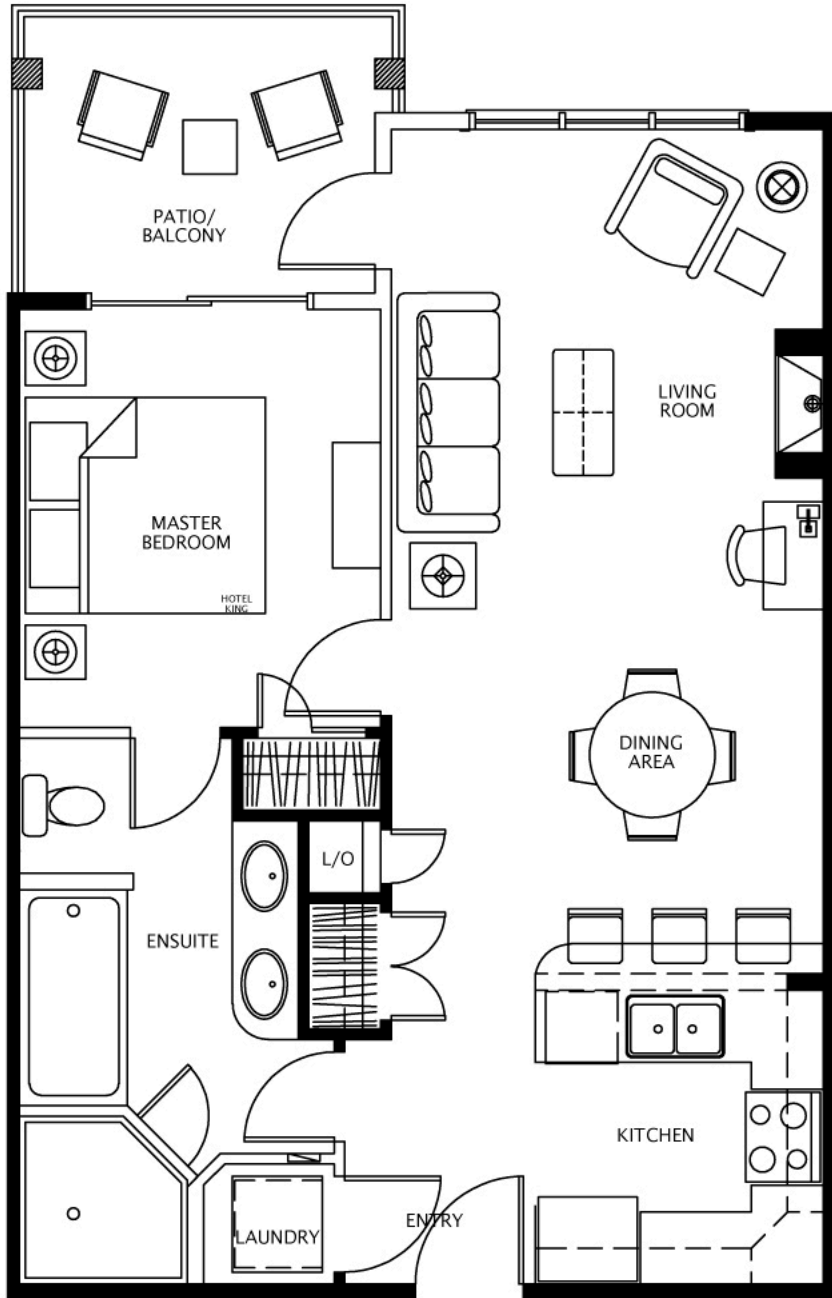 PATIO/
BALCONY
LIVING
ROOM
MASTER
BEDROOM
HOTEL
KING
DINING
AREA
L/O
ENSUITE
KITCHEN
ENTRY
LAUNDRY